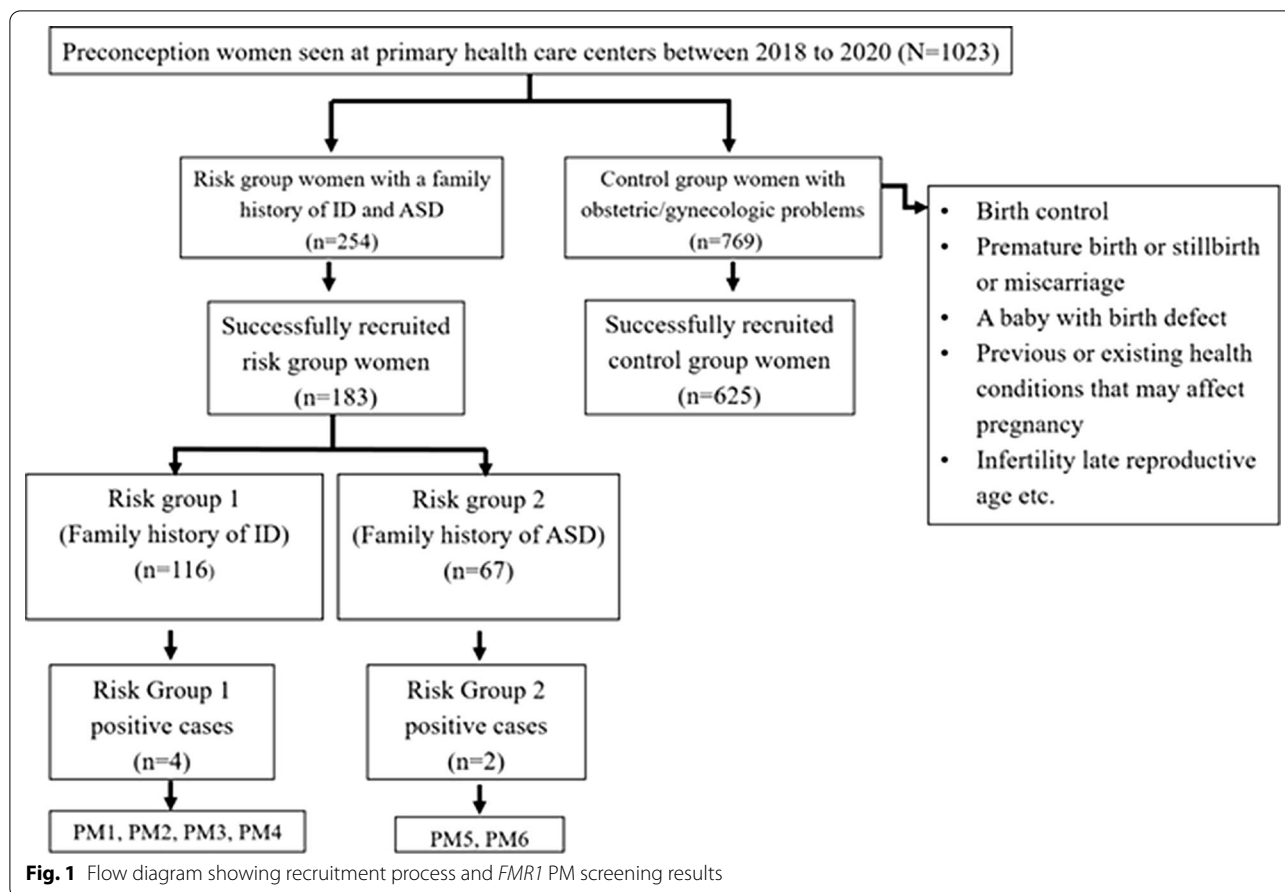 Preconception women seen at primary health care centers between 2018 to 2020 (N=1023)
Risk group women with a family
history of ID and ASD
(n=254)
Control group women with
obstetric/gynecologic problems
(n=769)
• Birth control
• Premature birth or stillbirth
or miscarriage
• A baby with birth defect
• Previous or existing health
conditions that may affect
pregnancy
• Infertility late reproductive
age etc.
Successfully recruited
risk group women
(n=183)
Successfully recruited
control group women
(n=625)
Risk group 1
(Family history of ID)
(n=116)
Risk group 2
(Family history of ASD)
(n=67)
Risk Group 1
positive cases
(n=4)
Risk Group 2
positive cases
(n=2)
PM1, PM2, PM3, PM4
PM5, PM6
Fig. 1 Flow diagram showing recruitment process and FMR1 PM screening results